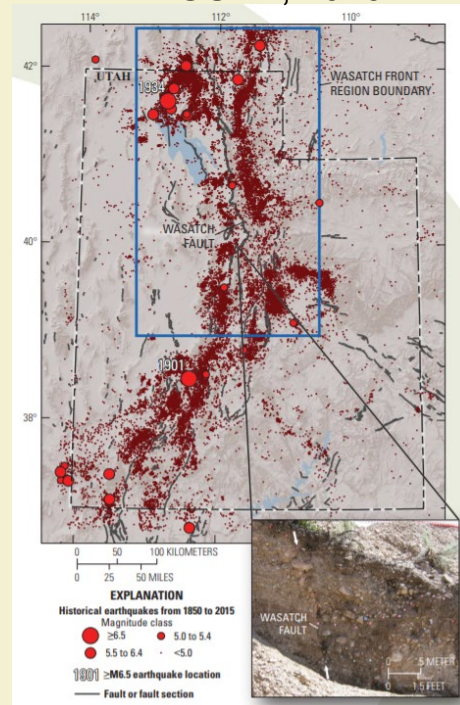 112° 110°
42°
UTAH
1934
WASATCH FRONT
REGION BOUNDARY
WASATCH
FAULT
40°
1901
38°
0 50 100 KILOMETERS
0 25 50 MILES
EXPLANATION
Historical earthquakes from 1850 to 2015
Magnitude class
≥6.5 5.0 to 5.4
5.5 to 6.4 <5.0
1901 ≥M6.5 earthquake location
Fault or fault section
WASATCH
FAULT
0 .5 METER
0 1.5 FEET